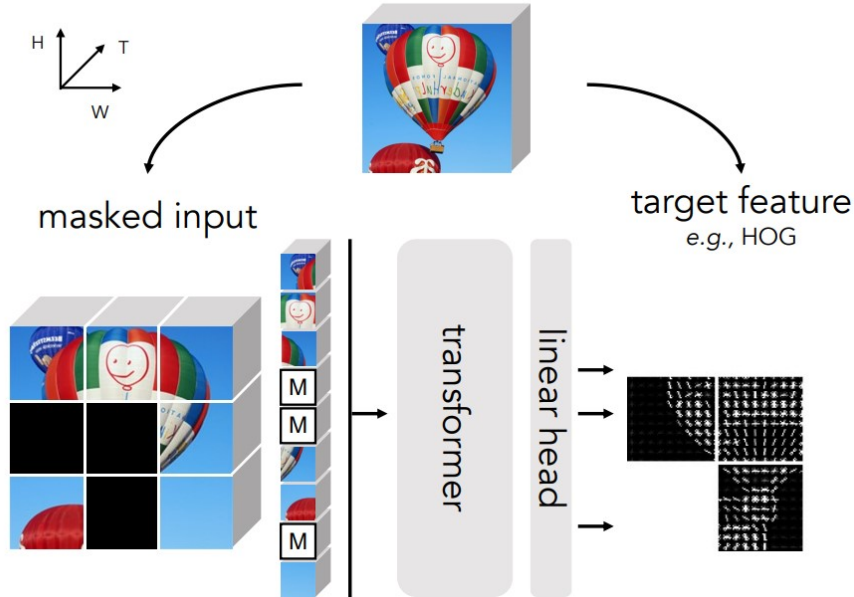 H
T
W
masked input
target feature
e.g., HOG
M
M
M
transformer
linear head